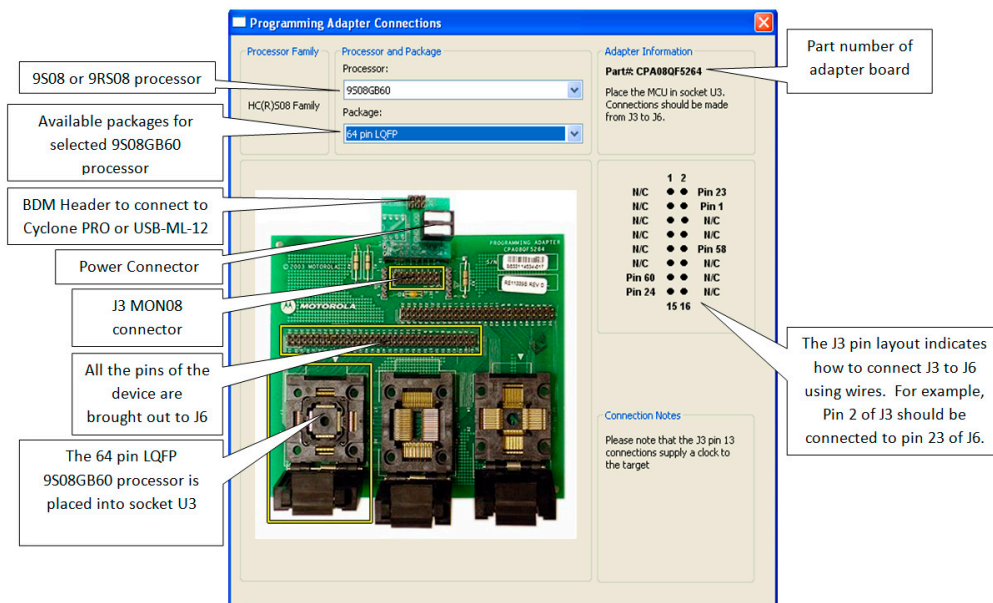 Programming Adapter Connections
Processor Family
HC(R)S08 Family
Processor and Package
Processor:
9S08GB60
Package:
64 pin LQFP
Adapter Information
Part#: CPA08QF5264
Place the MCU in socket U3.
Connections should be made
from J3 to J6.
Part number of
adapter board
9S08 or 9RS08 processor
Available packages for
selected 9S08GB60
processor
BDM Header to connect to
Cyclone PRO or USB-ML-12
Power Connector
J3 MON08
connector
All the pins of the
device are
brought out to J6
The 64 pin LQFP
9S08GB60 processor is
placed into socket U3
PROGRAMMING ADAPTER
CPA08QF5264
S/N
MOTOROLA
1 2
N/C Pin 23
N/C Pin 1
N/C N/C
N/C N/C
N/C Pin 58
N/C N/C
Pin 60 N/C
Pin 24 N/C
15 16
The J3 pin layout indicates
how to connect J3 to J6
using wires. For example,
Pin 2 of J3 should be
connected to pin 23 of J6.
Connection Notes
Please note that the J3 pin 13
connections supply a clock to
the target